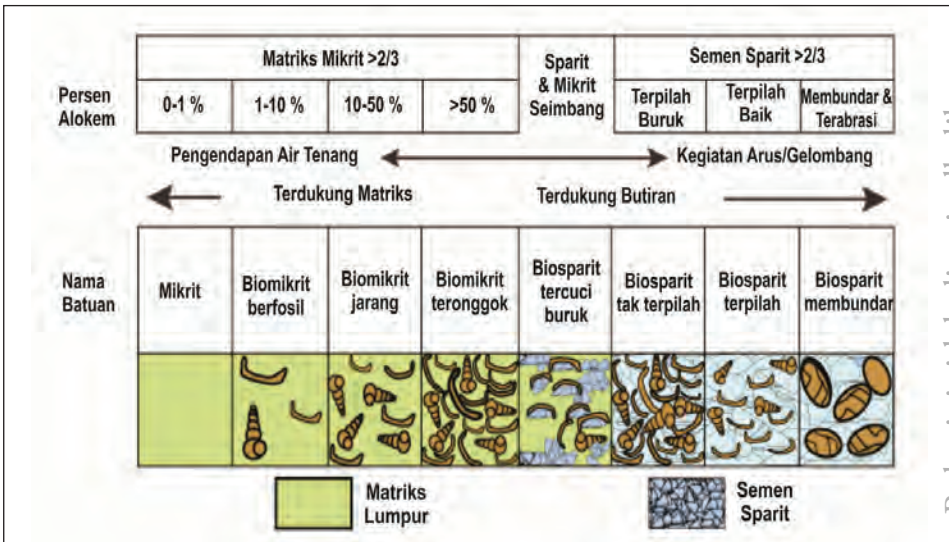 Matriks Mikrit >2/3
Sparit
& Mikrit
Seimbang
Semen Sparit >2/3
Persen
Alokem
0-1 %
1-10 %
10-50 %
>50 %
Terpilah
Buruk
Terpilah
Baik
Membundar &
Terabrasi
Pengendapan Air Tenang
Kegiatan Arus/Gelombang
Terdukung Matriks
Terdukung Butiran
Nama
Batuan
Mikrit
Biomikrit
berfosil
Biomikrit
jarang
Biomikrit
teronggok
Biosparit
tercuci
buruk
Biosparit
tak terpilah
Biosparit
terpilah
Biosparit
membundar
Matriks
Lumpur
Semen
Sparit